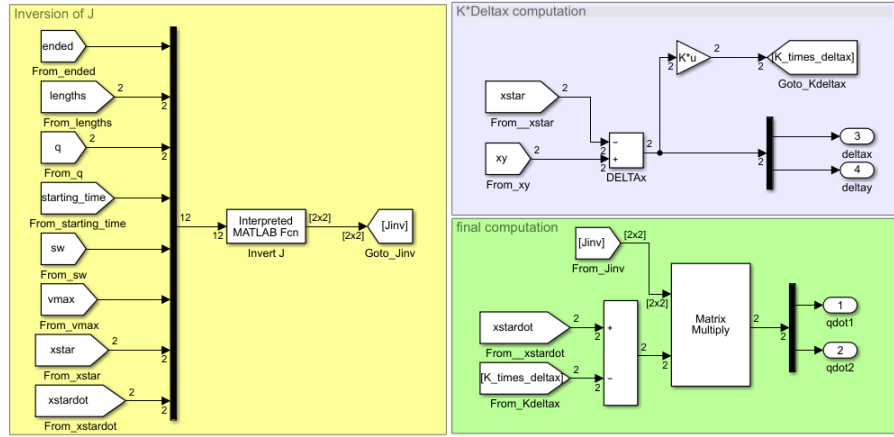 Inversion of J
ended
From_ended
lengths
2
2
From_lengths
q
2
2
From_q
starting_time
From_starting_time
sw
From_sw
vmax
From_vmax
xstar
2
2
From_xstar
xstardot
2
2
From_xstardot
12
12
Interpreted
MATLAB Fcn
Invert J
[2x2]
[2x2]
[Jinv]
Goto_Jinv
K*Deltax computation
xstar
2
From__xstar
xy
2
From_xy
2
2
−
+
DELTAx
2
2
K*u
2
2
[K_times_deltax]
Goto_Kdeltax
2
3
deltax
4
deltay
final computation
[Jinv]
[2x2]
From_Jinv
[2x2]
xstardot
2
2
From__xstardot
[K_times_deltax]
2
2
From_Kdeltax
+
−
2
2
Matrix
Multiply
2
2
1
qdot1
2
qdot2